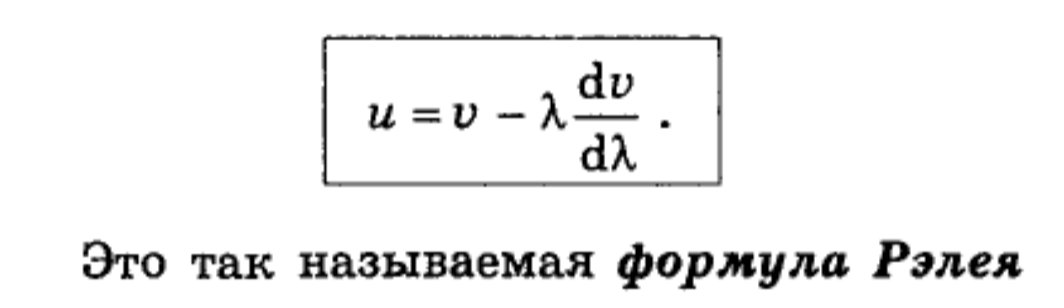 u = v − λ dv/dλ .
Это так называемая формула Рэлея